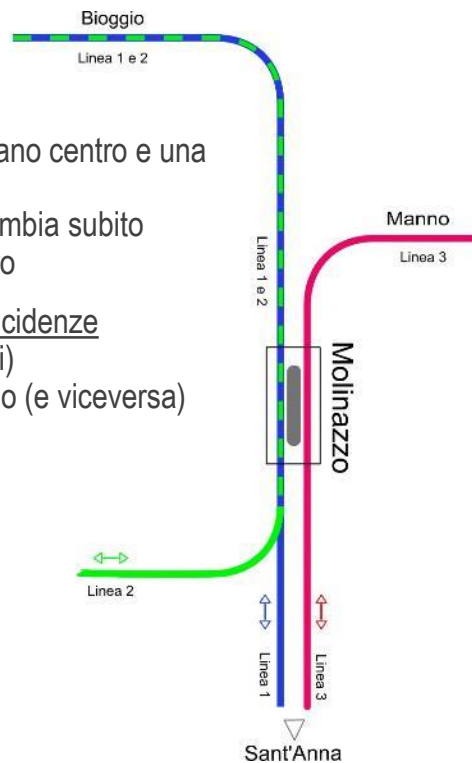 Bioggio
Linea 1 e 2
ano centro e una
mbia subito
o
Manno
Linea 3
Linea 1 e 2
cidenze
i)
o (e viceversa)
Molinazzo
Linea 2
Linea 1
Linea 3
Sant'Anna